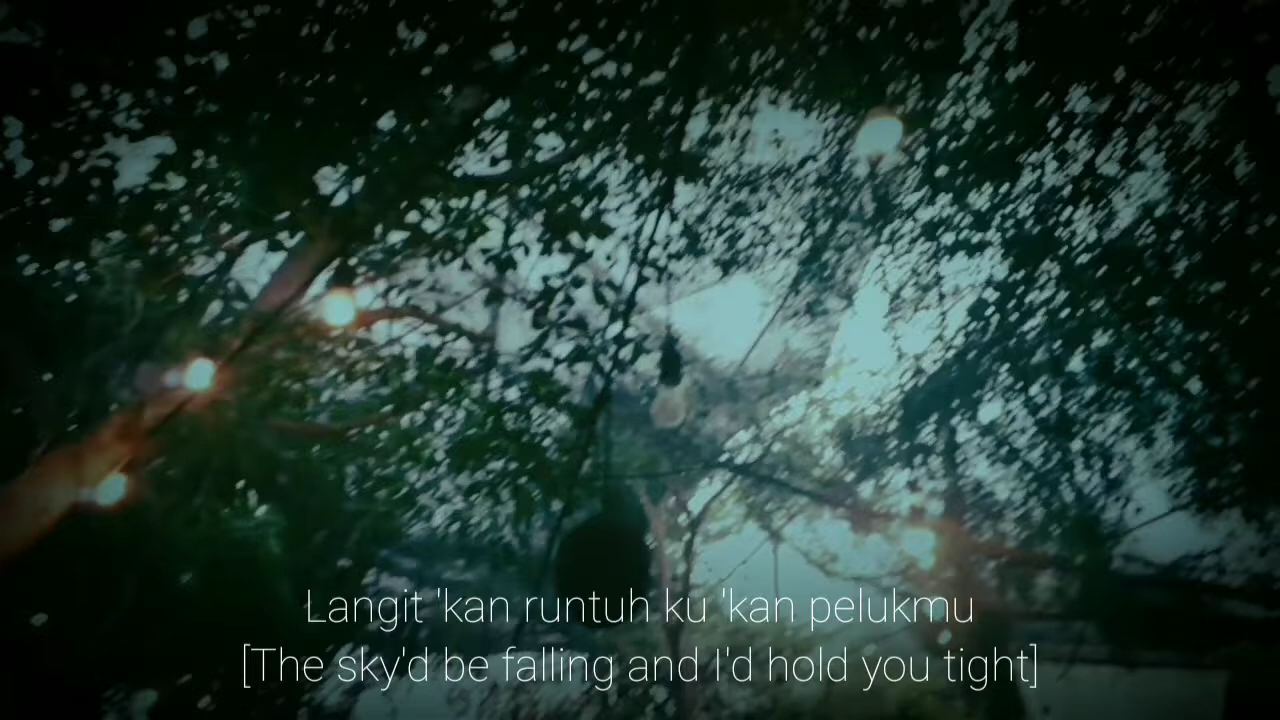 Langit 'kan runtuh ku 'kan pelukmu
[The sky'd be falling and I'd hold you tight]